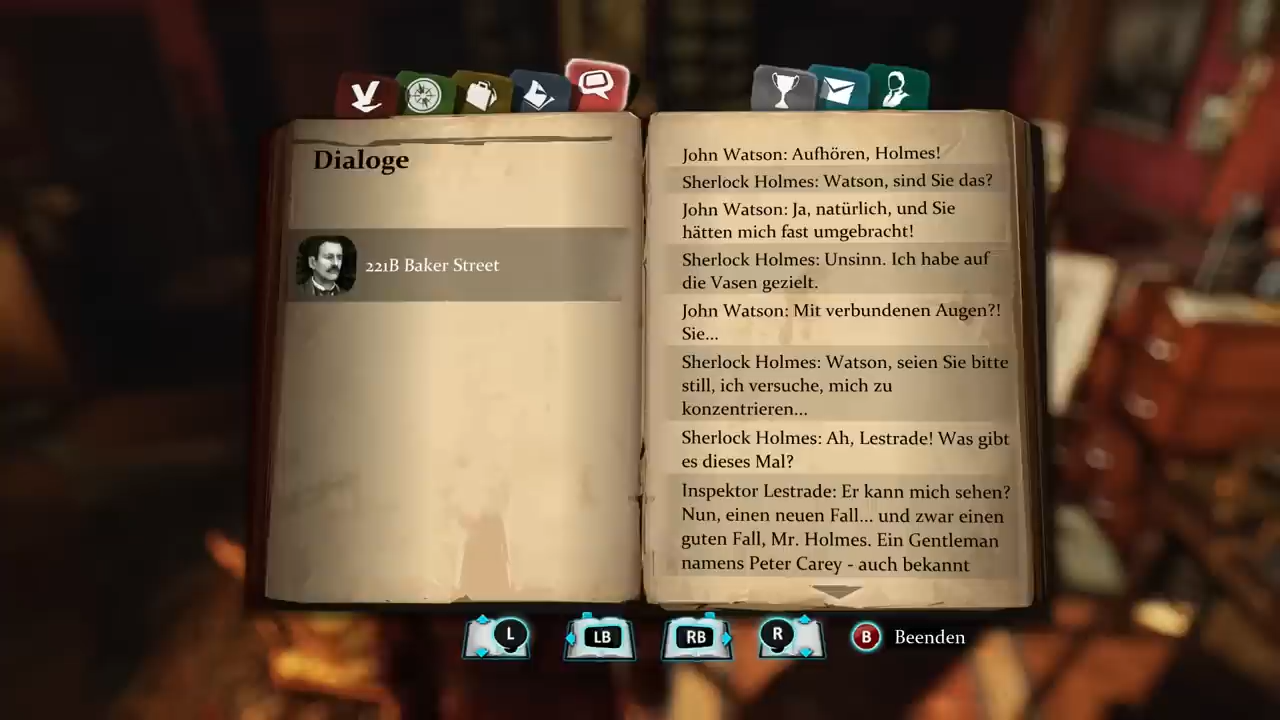 Dialoge
221B Baker Street
John Watson: Aufhören, Holmes!
Sherlock Holmes: Watson, sind Sie das?
John Watson: Ja, natürlich, und Sie
hätten mich fast umgebracht!
Sherlock Holmes: Unsinn. Ich habe auf
die Vasen gezielt.
John Watson: Mit verbundenen Augen?!
Sie...
Sherlock Holmes: Watson, seien Sie bitte
still, ich versuche, mich zu
konzentrieren...
Sherlock Holmes: Ah, Lestrade! Was gibt
es dieses Mal?
Inspektor Lestrade: Er kann mich sehen?
Nun, einen neuen Fall... und zwar einen
guten Fall, Mr. Holmes. Ein Gentleman
namens Peter Carey - auch bekannt
L LB RB R B Beenden